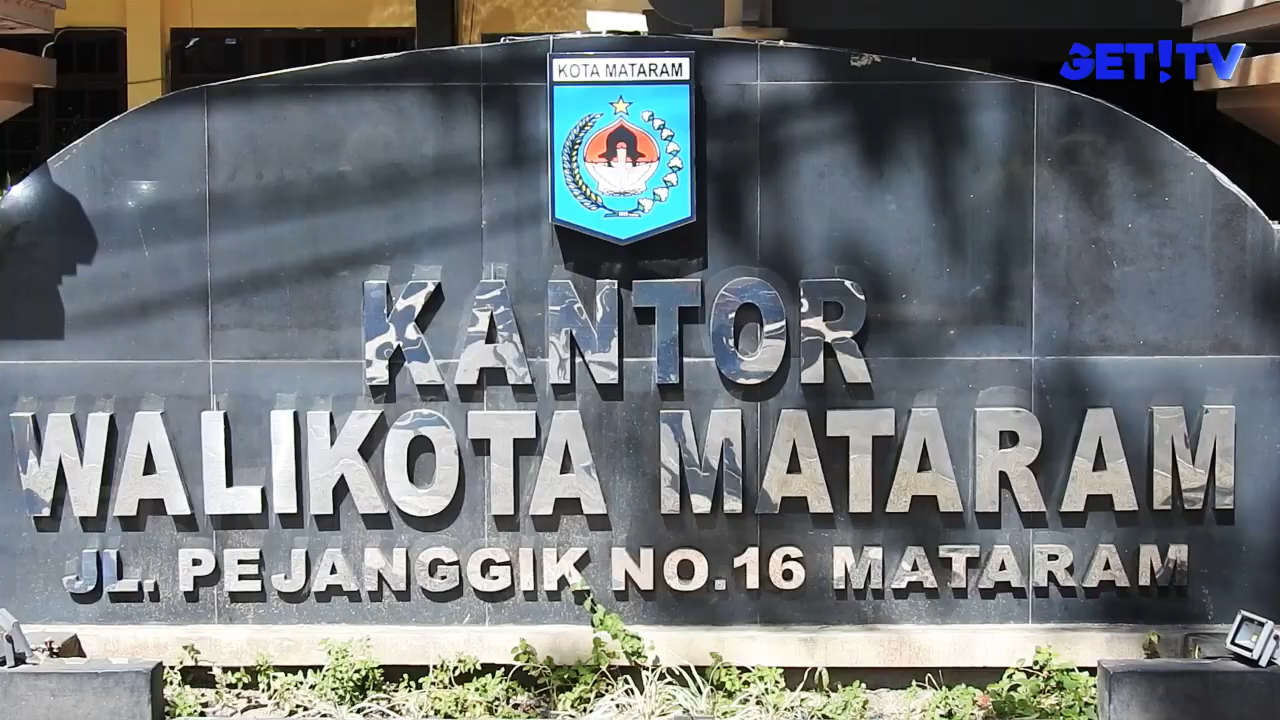 GET!TV
KOTA MATARAM
KANTOR
WALIKOTA MATARAM
JL. PEJANGGIK NO.16 MATARAM